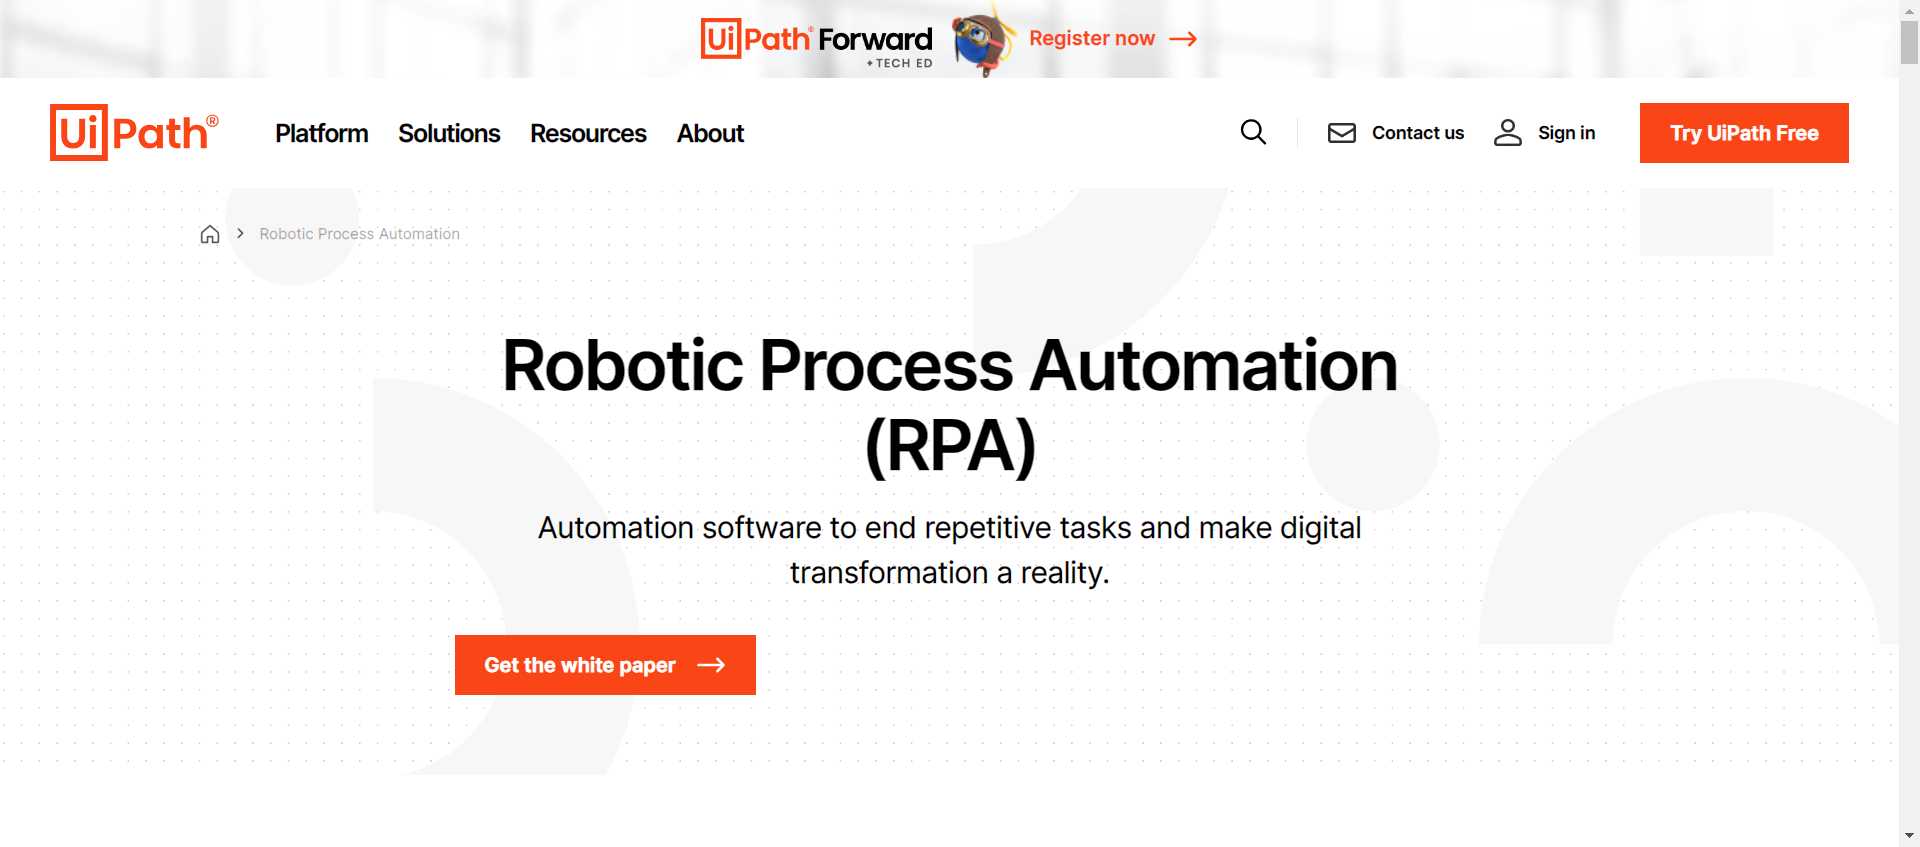 UiPath® Forward
+ TECH ED
Register now
UiPath®
Platform
Solutions
Resources
About
Contact us
Sign in
Try UiPath Free
Robotic Process Automation
Robotic Process Automation
(RPA)
Automation software to end repetitive tasks and make digital
transformation a reality.
Get the white paper